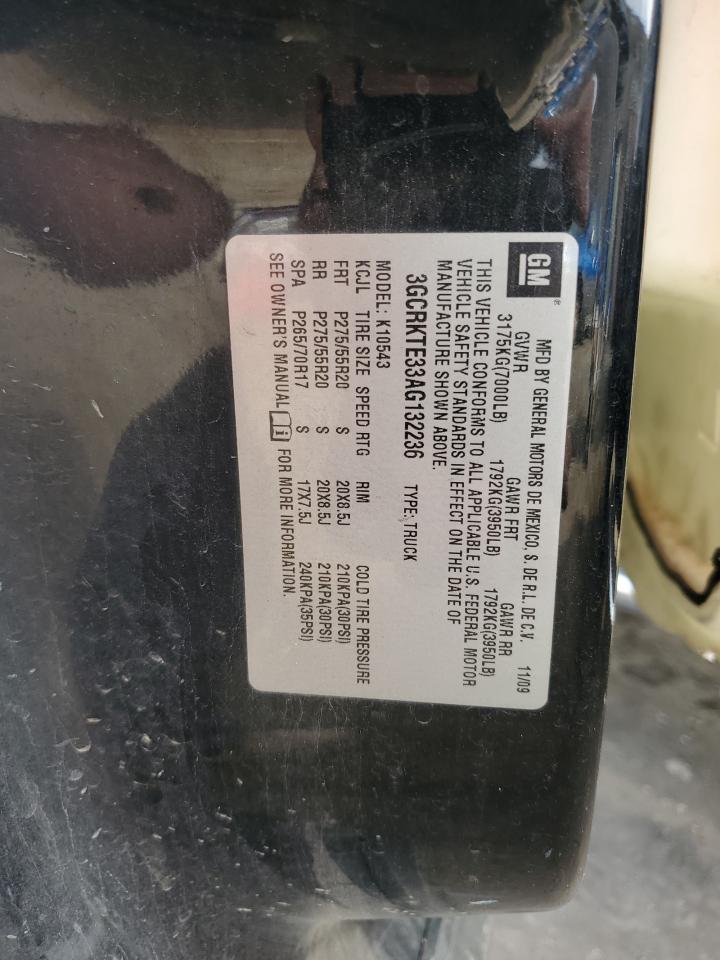 GM ®
MFD BY GENERAL MOTORS DE MEXICO, S. DE R.L. DE C.V. 11/09
GVWR GAWR FRT GAWR RR
3175KG(7000LB) 1792KG(3950LB) 1792KG(3950LB)
THIS VEHICLE CONFORMS TO ALL APPLICABLE U.S. FEDERAL MOTOR
VEHICLE SAFETY STANDARDS IN EFFECT ON THE DATE OF
MANUFACTURE SHOWN ABOVE.
3GCRKTE33AG132236 TYPE: TRUCK
MODEL: K10543
KCJL TIRE SIZE SPEED RTG RIM COLD TIRE PRESSURE
FRT P275/55R20 S 20X8.5J 210KPA(30PSI)
RR P275/55R20 S 20X8.5J 210KPA(30PSI)
SPA P265/70R17 S 17X7.5J 240KPA(35PSI)
SEE OWNER'S MANUAL i FOR MORE INFORMATION.